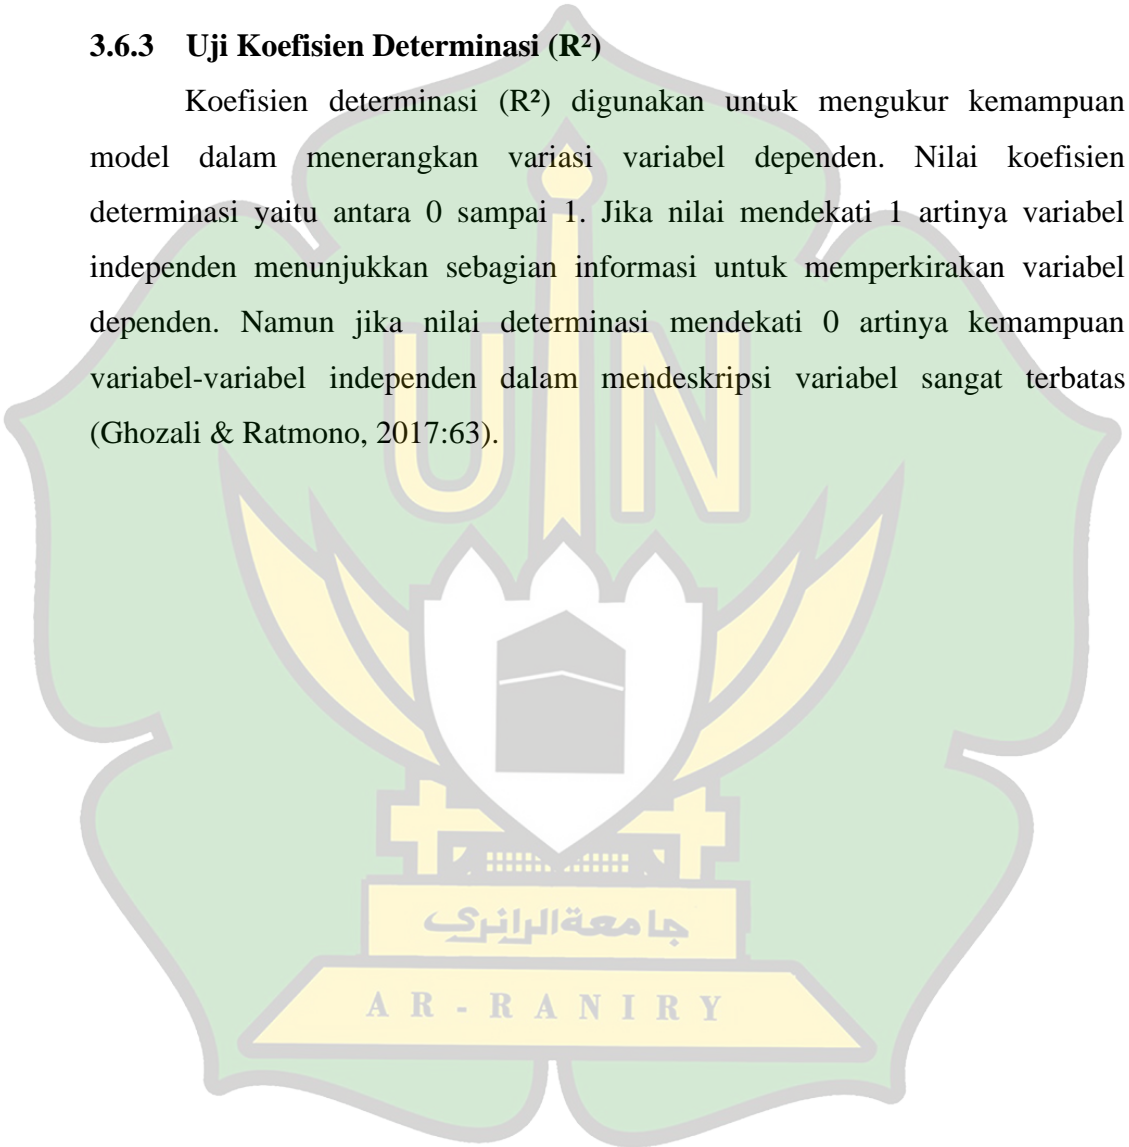 3.6.3 Uji Koefisien Determinasi (R²)
Koefisien determinasi (R²) digunakan untuk mengukur kemampuan
model dalam menerangkan variasi variabel dependen. Nilai koefisien
determinasi yaitu antara 0 sampai 1. Jika nilai mendekati 1 artinya variabel
independen menunjukkan sebagian informasi untuk memperkirakan variabel
dependen. Namun jika nilai determinasi mendekati 0 artinya kemampuan
variabel-variabel independen dalam mendeskripsi variabel sangat terbatas
(Ghozali & Ratmono, 2017:63).
UIN
جامعة الرانري
AR-RANIRY